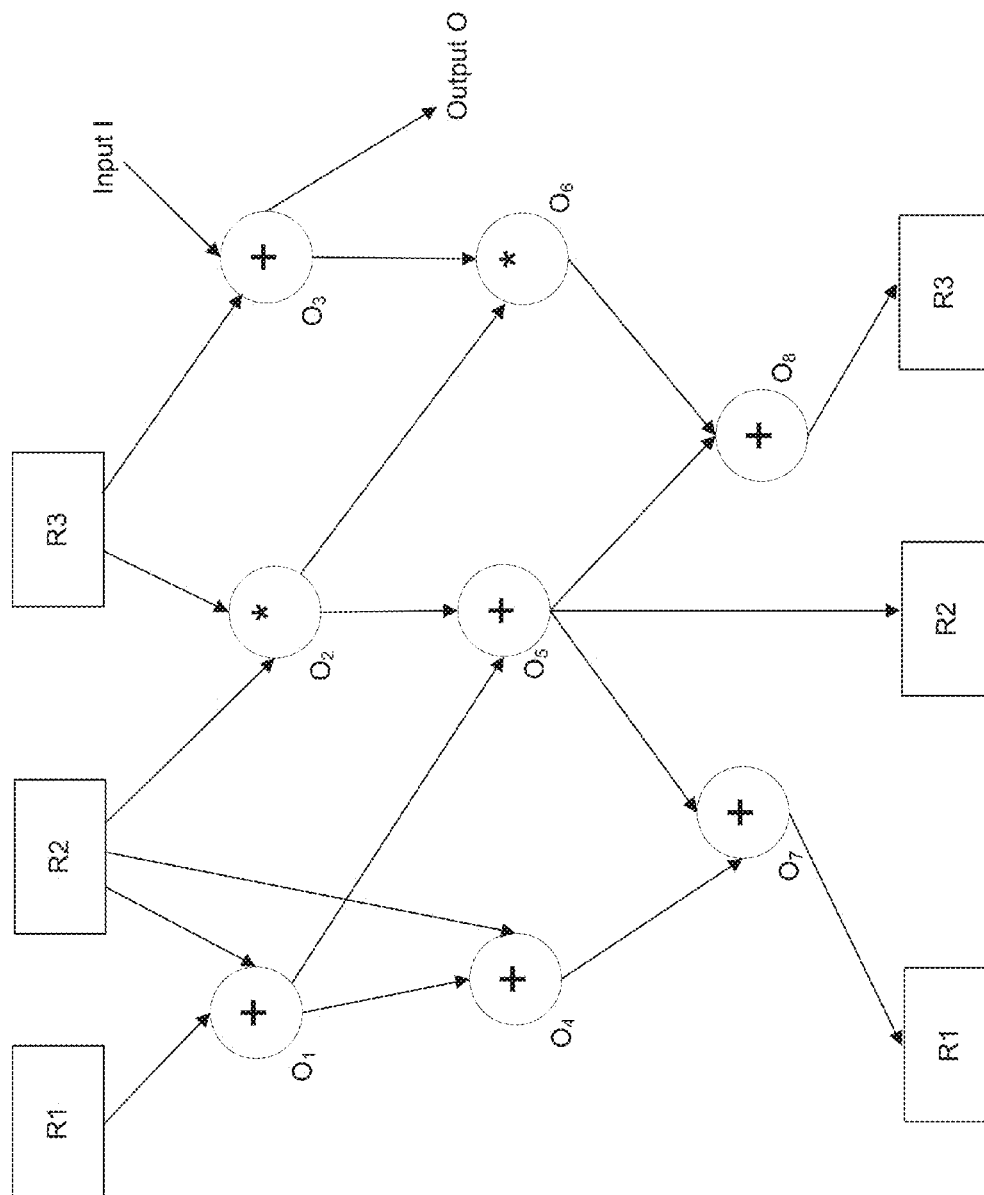 R1
R2
R3
Input I
+
O₁
*
O₂
+
O₃
Output O
+
O₄
+
O₅
*
O₆
+
O₇
+
O₈
R1
R2
R3